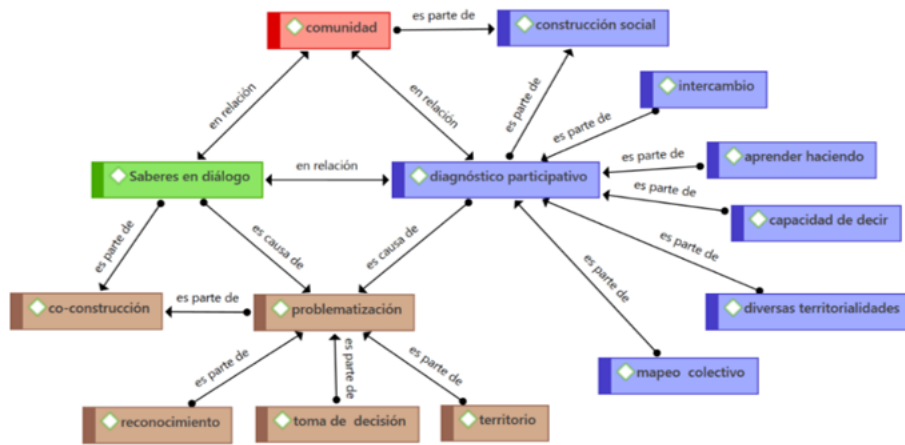 comunidad
es parte de
construcción social
en relación
en relación
es parte de
intercambio
es parte de
es parte de
aprender haciendo
Saberes en diálogo
en relación
diagnóstico participativo
es parte de
capacidad de decir
es parte de
es causa de
es causa de
es parte de
es parte de
diversas territorialidades
co-construcción
es parte de
problematización
es parte de
es parte de
es parte de
mapeo colectivo
reconocimiento
toma de decisión
territorio